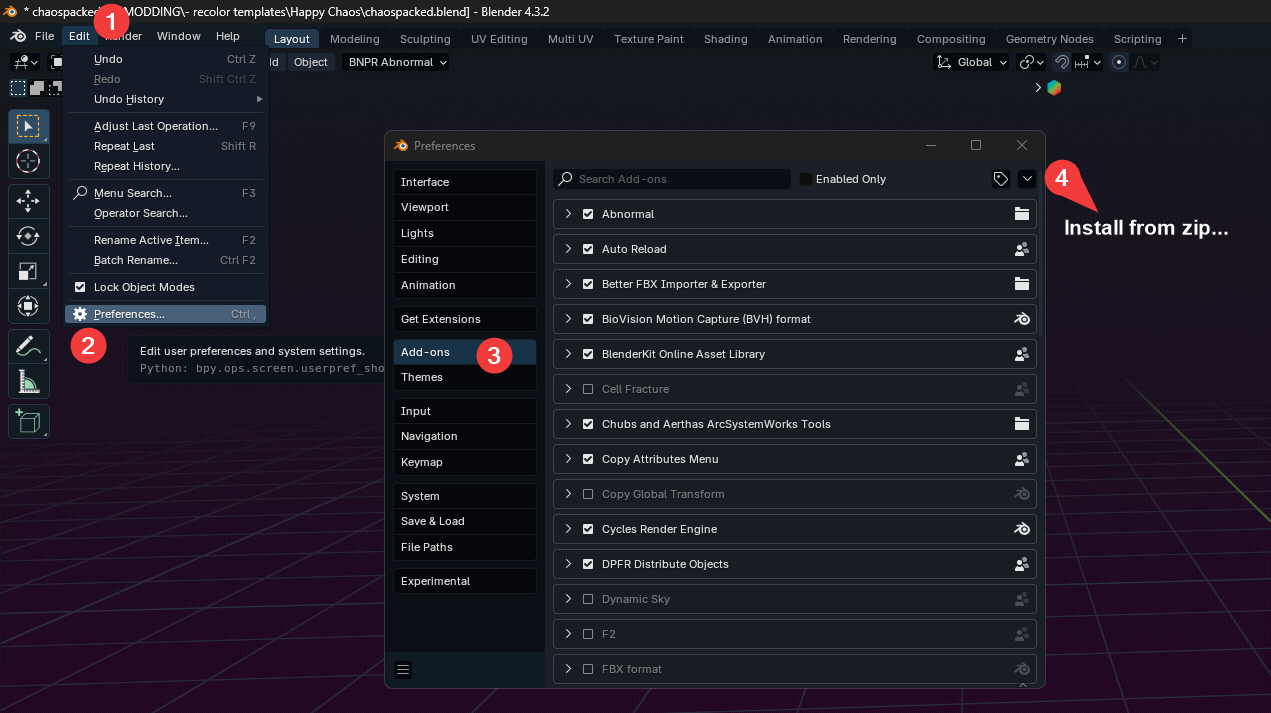 * chaospacked MODDING\- recolor templates\Happy Chaos\chaospacked.blend] - Blender 4.3.2
1
File Edit Window Help
Layout Modeling Sculpting UV Editing Multi UV Texture Paint Shading Animation Rendering Compositing Geometry Nodes Scripting +
Object BNPR Abnormal Global
Undo Ctrl Z
Redo Shift Ctrl Z
Undo History
Adjust Last Operation... F9
Repeat Last Shift R
Repeat History...
Menu Search... F3
Operator Search...
Rename Active Item... F2
Batch Rename... Ctrl F2
Lock Object Modes
Preferences... Ctrl ,
2
Edit user preferences and system settings.
Python: bpy.ops.screen.userpref_sho
Preferences
Interface
Viewport
Lights
Editing
Animation
Get Extensions
Add-ons
3
Themes
Input
Navigation
Keymap
System
Save & Load
File Paths
Experimental
Search Add-ons Enabled Only
Abnormal
Auto Reload
Better FBX Importer & Exporter
BioVision Motion Capture (BVH) format
BlenderKit Online Asset Library
Cell Fracture
Chubs and Aerthas ArcSystemWorks Tools
Copy Attributes Menu
Copy Global Transform
Cycles Render Engine
DPFR Distribute Objects
Dynamic Sky
F2
FBX format
4
Install from zip...